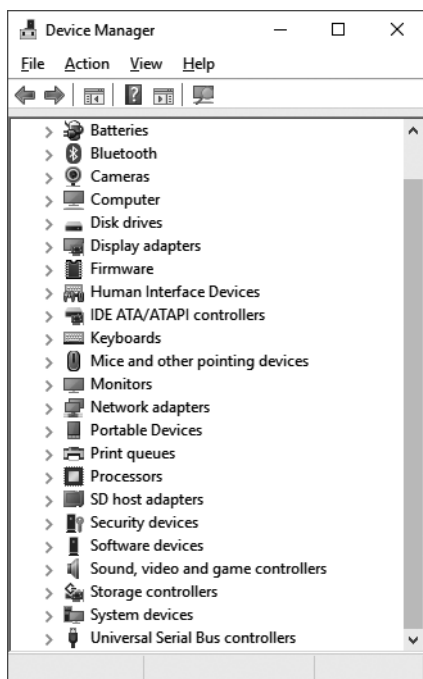 Device Manager
File Action View Help
Batteries
Bluetooth
Cameras
Computer
Disk drives
Display adapters
Firmware
Human Interface Devices
IDE ATA/ATAPI controllers
Keyboards
Mice and other pointing devices
Monitors
Network adapters
Portable Devices
Print queues
Processors
SD host adapters
Security devices
Software devices
Sound, video and game controllers
Storage controllers
System devices
Universal Serial Bus controllers